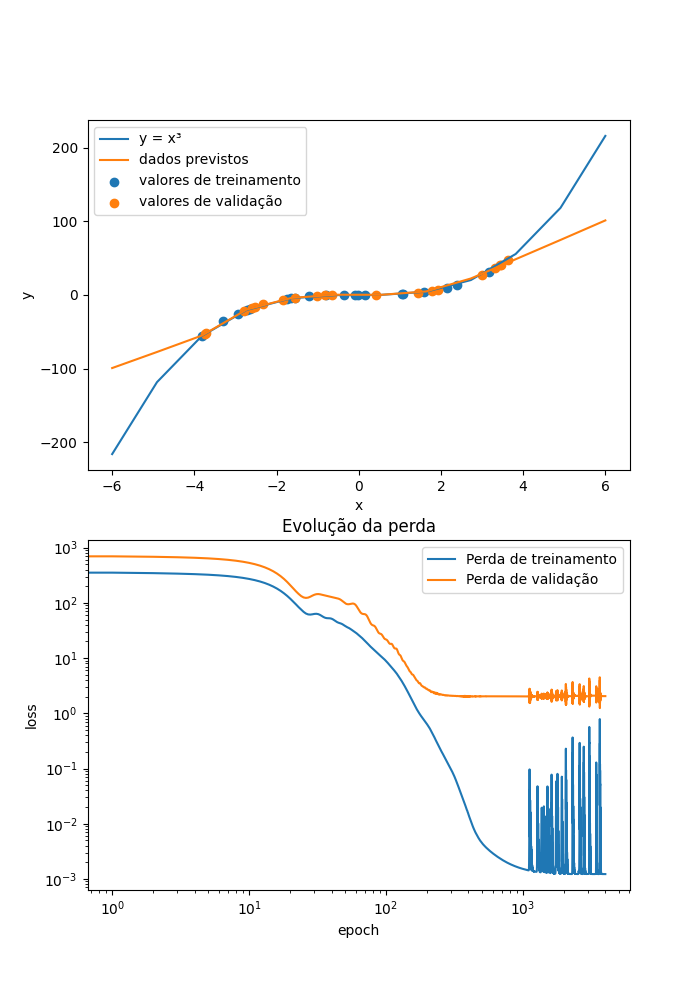 200
100
0
−100
−200
y
y = x³
dados previstos
valores de treinamento
valores de validação
−6
−4
−2
0
2
4
6
x
Evolução da perda
10³
10²
10¹
10⁰
10⁻¹
10⁻²
10⁻³
loss
Perda de treinamento
Perda de validação
10⁰
10¹
10²
10³
epoch